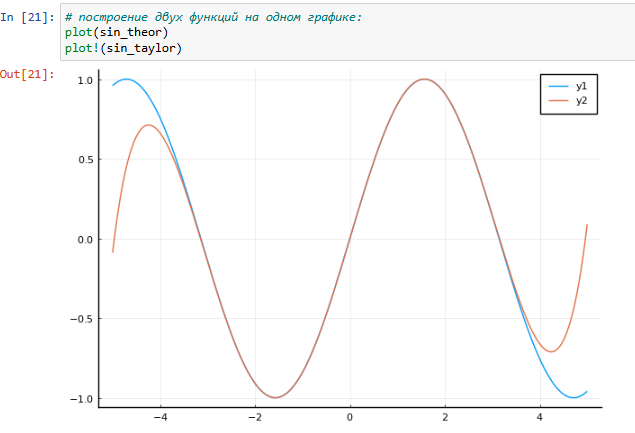 In [21]: # построение двух функций на одном графике:
plot(sin_theor)
plot!(sin_taylor)
Out[21]:
1.0
0.5
0.0
−0.5
−1.0
y1
y2
−4 −2 0 2 4